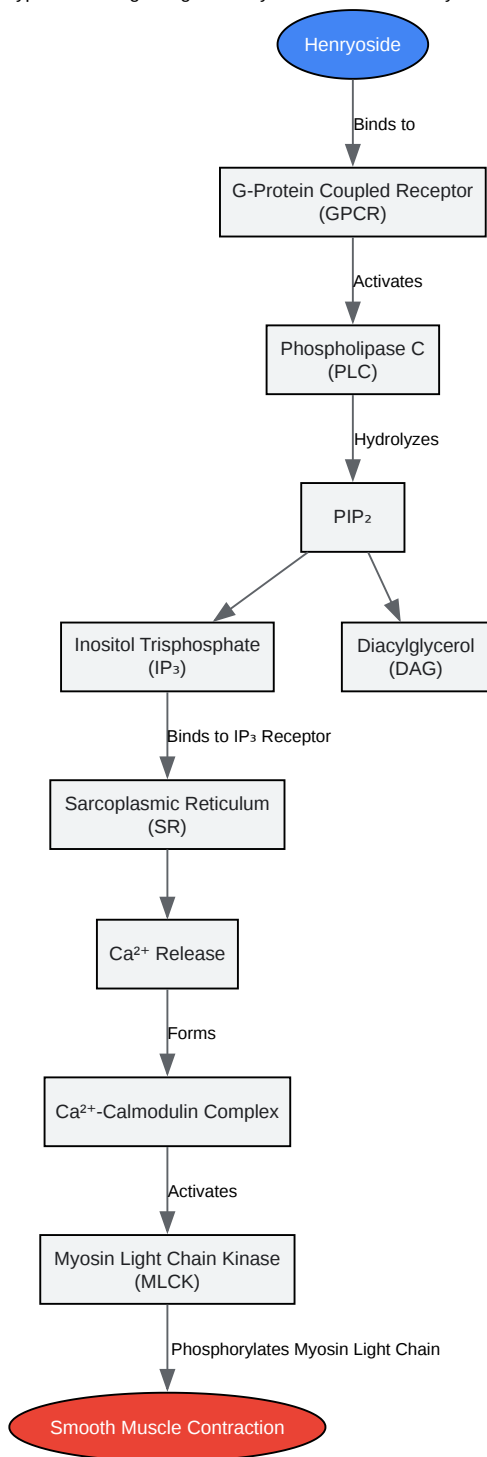 Henryoside
Binds to
G-Protein Coupled Receptor
(GPCR)
Activates
Phospholipase C
(PLC)
Hydrolyzes
PIP₂
Inositol Trisphosphate
(IP₃)
Diacylglycerol
(DAG)
Binds to IP₃ Receptor
Sarcoplasmic Reticulum
(SR)
Ca²⁺ Release
Forms
Ca²⁺-Calmodulin Complex
Activates
Myosin Light Chain Kinase
(MLCK)
Phosphorylates Myosin Light Chain
Smooth Muscle Contraction